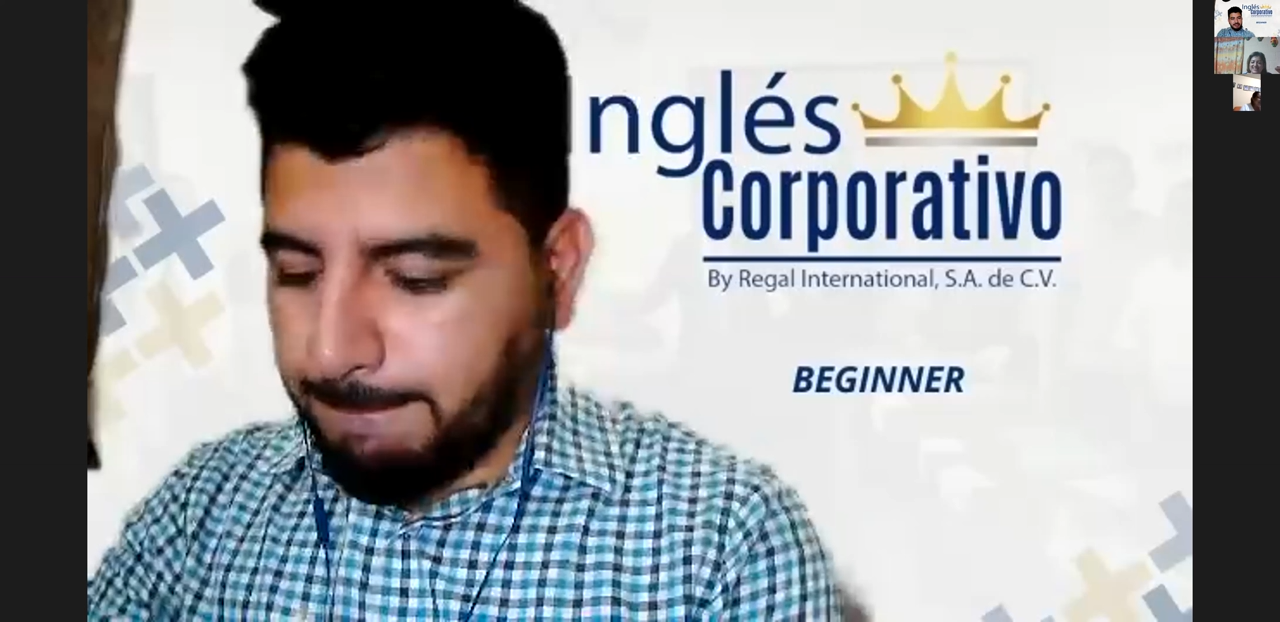 nglés
Corporativo
By Regal International, S.A. de C.V.
BEGINNER